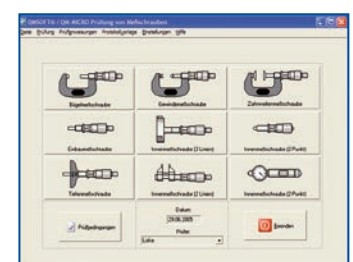 QMSOFT® / QM-MICRO Prüfung von Meßschrauben
Datei Prüfung Prüfanweisungen Protokollvorlage Einstellungen Hilfe
Bügelmeßschraube Gewindemeßschraube Zahnweitenmeßschraube
Einbaumeßschraube Innenmeßschraube (2 Linien) Innenmeßschraube (2 Punkt)
Tiefenmeßschraube Innenmeßschraube (2 Linien) Innenmeßschraube (2 Punkt)
Prüfbedingungen
Datum:
29.06.2005
Prüfer:
Liske
Beenden